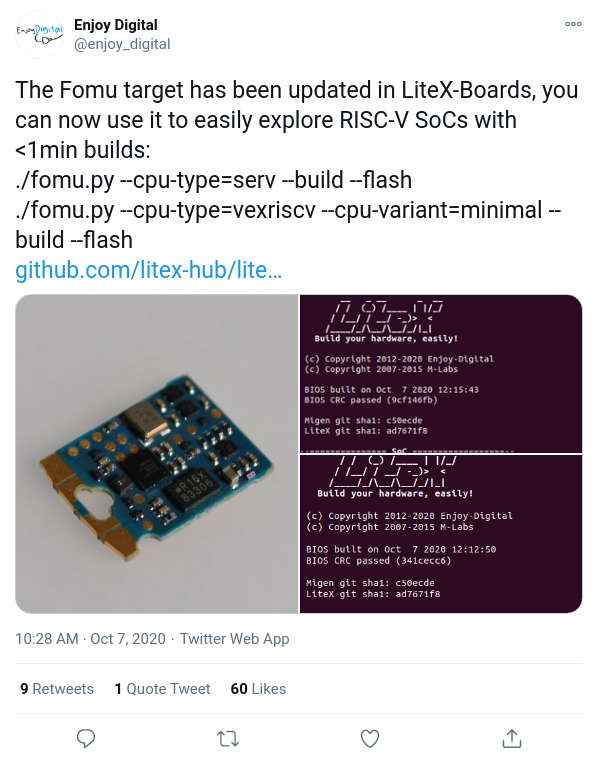 EnjoyDigital
Enjoy Digital
@enjoy_digital
The Fomu target has been updated in LiteX-Boards, you
can now use it to easily explore RISC-V SoCs with
<1min builds:
./fomu.py --cpu-type=serv --build --flash
./fomu.py --cpu-type=vexriscv --cpu-variant=minimal --
build --flash
github.com/litex-hub/lite…
Build your hardware, easily!
(c) Copyright 2012-2020 Enjoy-Digital
(c) Copyright 2007-2015 M-Labs
BIOS built on Oct 7 2020 12:15:43
BIOS CRC passed (9cf146fb)
Migen git sha1: c50ecde
LiteX git sha1: ad7671f8
SoC
Build your hardware, easily!
(c) Copyright 2012-2020 Enjoy-Digital
(c) Copyright 2007-2015 M-Labs
BIOS built on Oct 7 2020 12:12:50
BIOS CRC passed (341cecc6)
Migen git sha1: c50ecde
LiteX git sha1: ad7671f8
10:28 AM · Oct 7, 2020 · Twitter Web App
9 Retweets 1 Quote Tweet 60 Likes